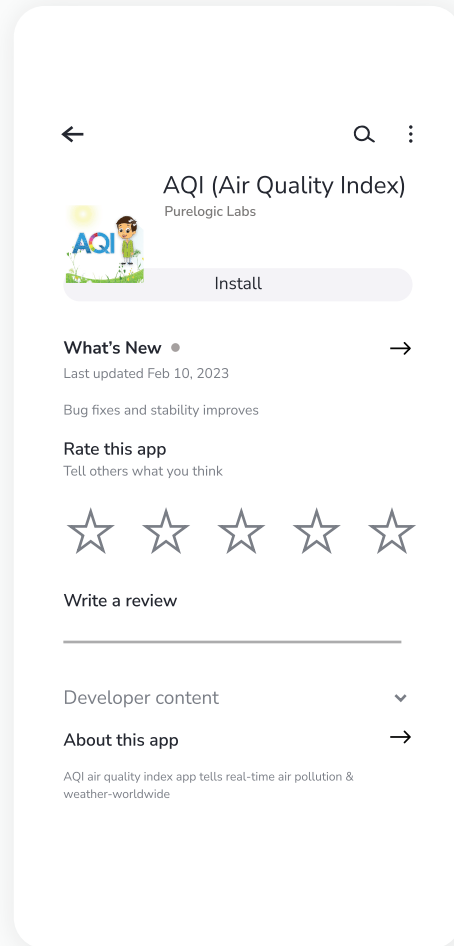 AQI (Air Quality Index)
Purelogic Labs
AQI
Install
What's New
Last updated Feb 10, 2023
Bug fixes and stability improves
Rate this app
Tell others what you think
Write a review
Developer content
About this app
AQI air quality index app tells real-time air pollution &
weather-worldwide